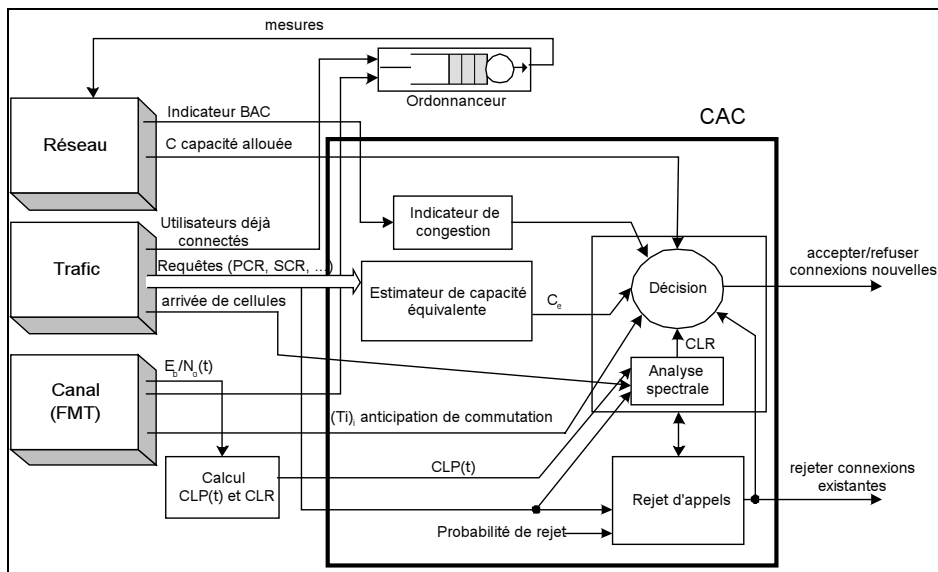 mesures
Ordonnanceur
CAC
Réseau
Indicateur BAC
C capacité allouée
Indicateur de
congestion
Utilisateurs déjà
connectés
Trafic
Requêtes (PCR, SCR, ...)
arrivée de cellules
Estimateur de capacité
équivalente
Ce
Décision
accepter/refuser
connexions nouvelles
CLR
Analyse
spectrale
Canal
(FMT)
Eb/No(t)
(Ti)i anticipation de commutation
Calcul
CLP(t) et CLR
CLP(t)
Rejet d'appels
rejeter connexions
existantes
Probabilité de rejet